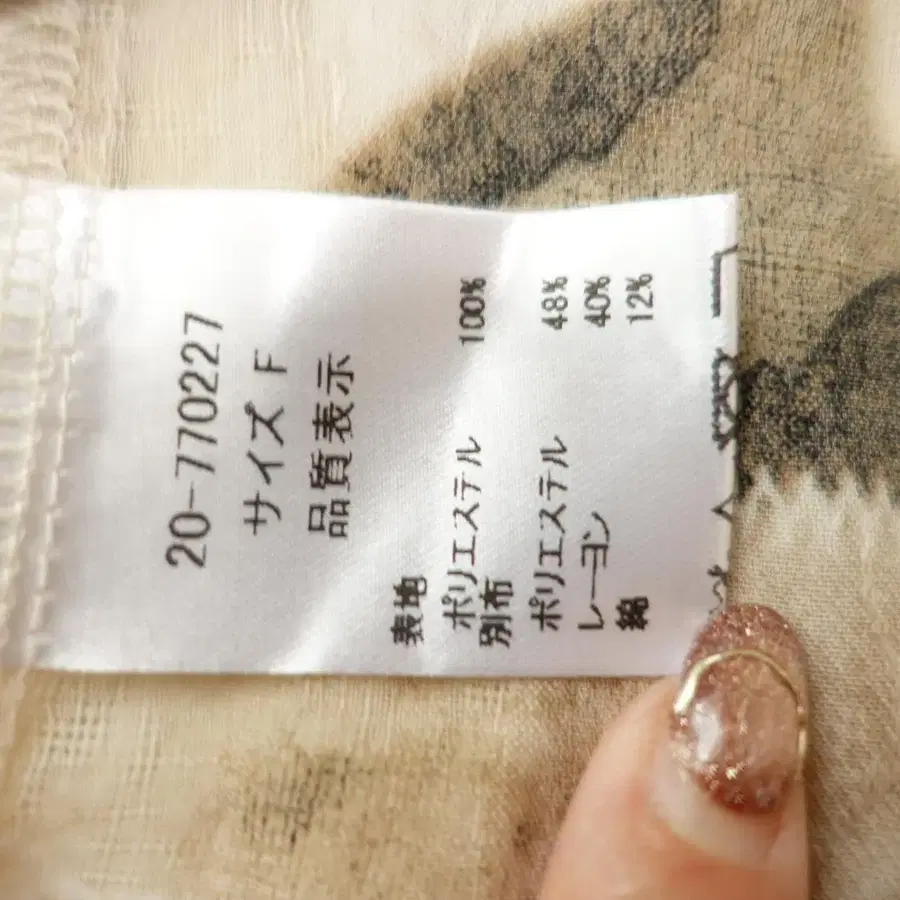 20-770227
サイズ F
品質表示
表地
ポリエステル 100%
別布
ポリエステル 48%
レーヨン 40%
綿 12%